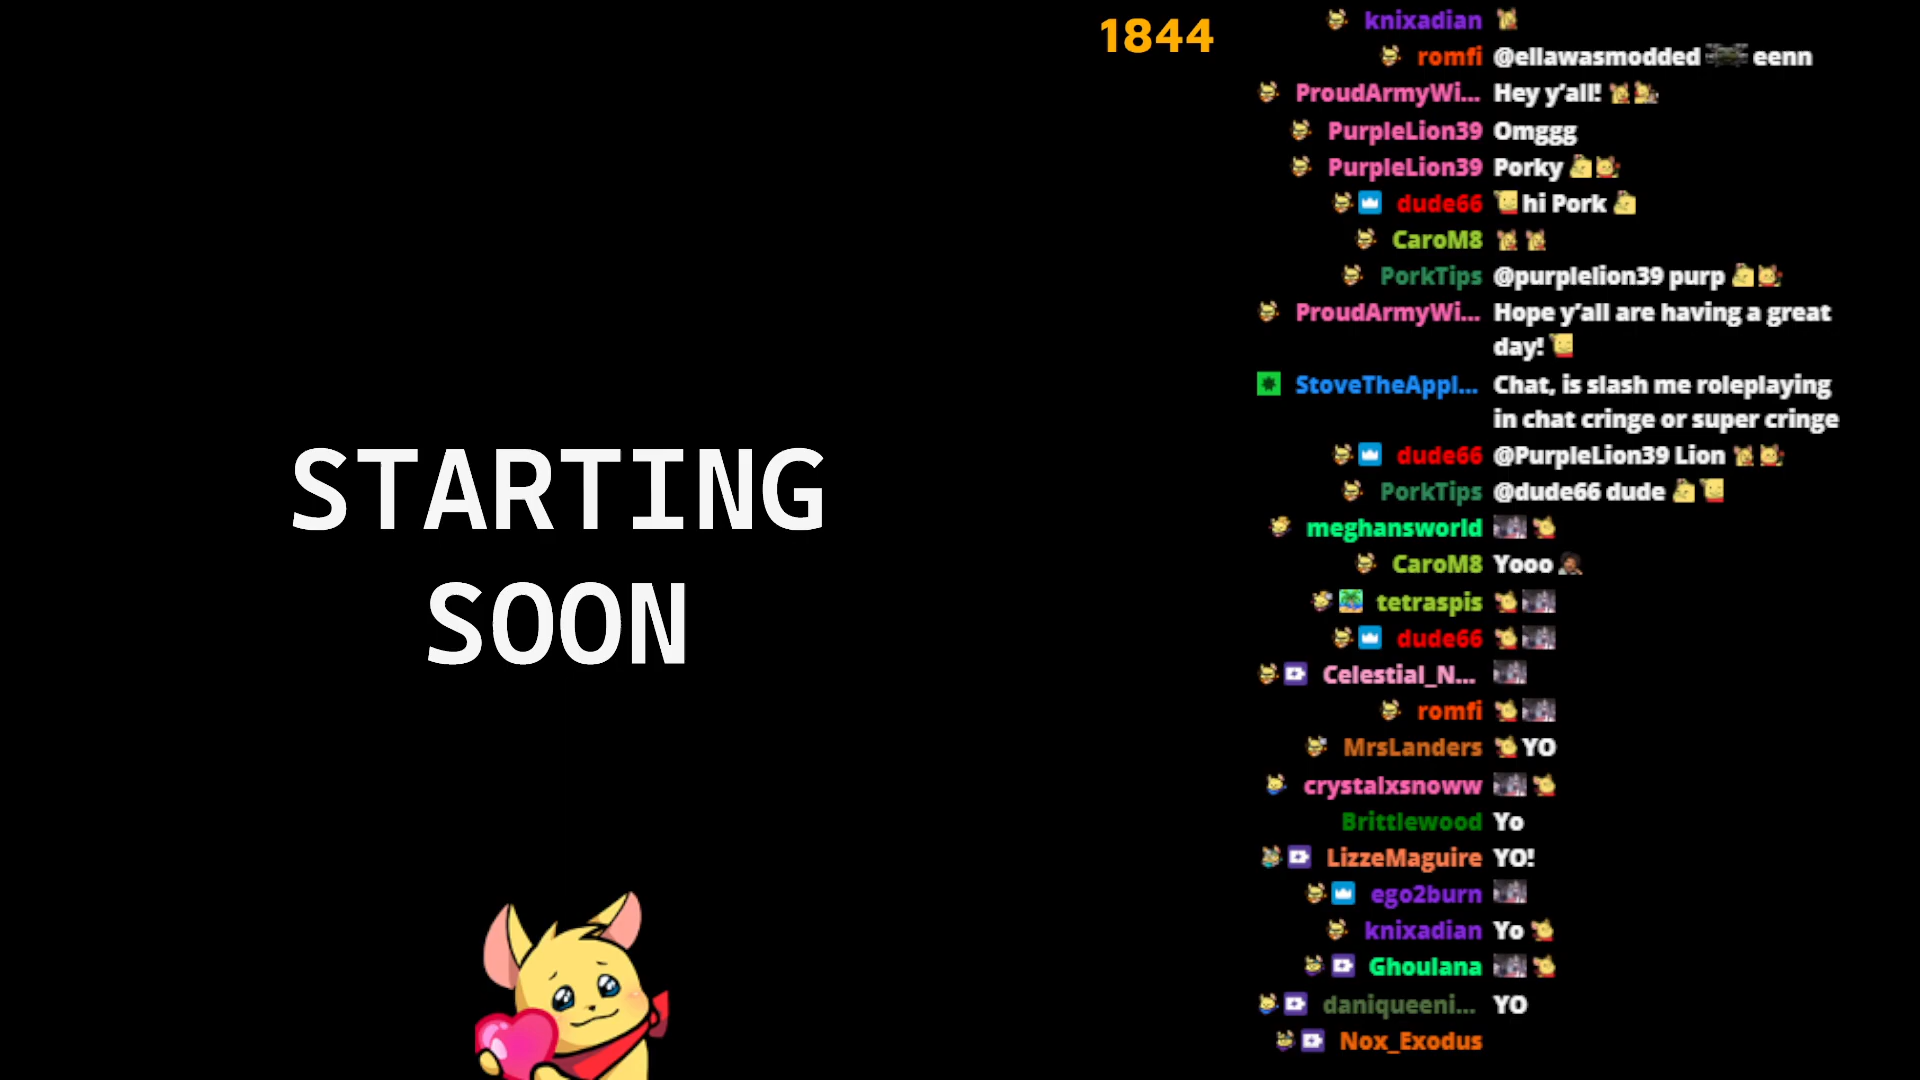 1844
STARTING
SOON
knixadian
romfi @ellawasmodded eenn
ProudArmyWi... Hey y'all!
PurpleLion39 Omggg
PurpleLion39 Porky
dude66 hi Pork
CaroM8
PorkTips @purplelion39 purp
ProudArmyWi... Hope y'all are having a great
day!
StoveTheAppl... Chat, is slash me roleplaying
in chat cringe or super cringe
dude66 @PurpleLion39 Lion
PorkTips @dude66 dude
meghansworld
CaroM8 Yooo
tetraspis
dude66
Celestial_N...
romfi
MrsLanders YO
crystalxsnoww
Brittlewood Yo
LizzeMaguire YO!
ego2burn
knixadian Yo
Ghoulana
daniqueeni... YO
Nox_Exodus